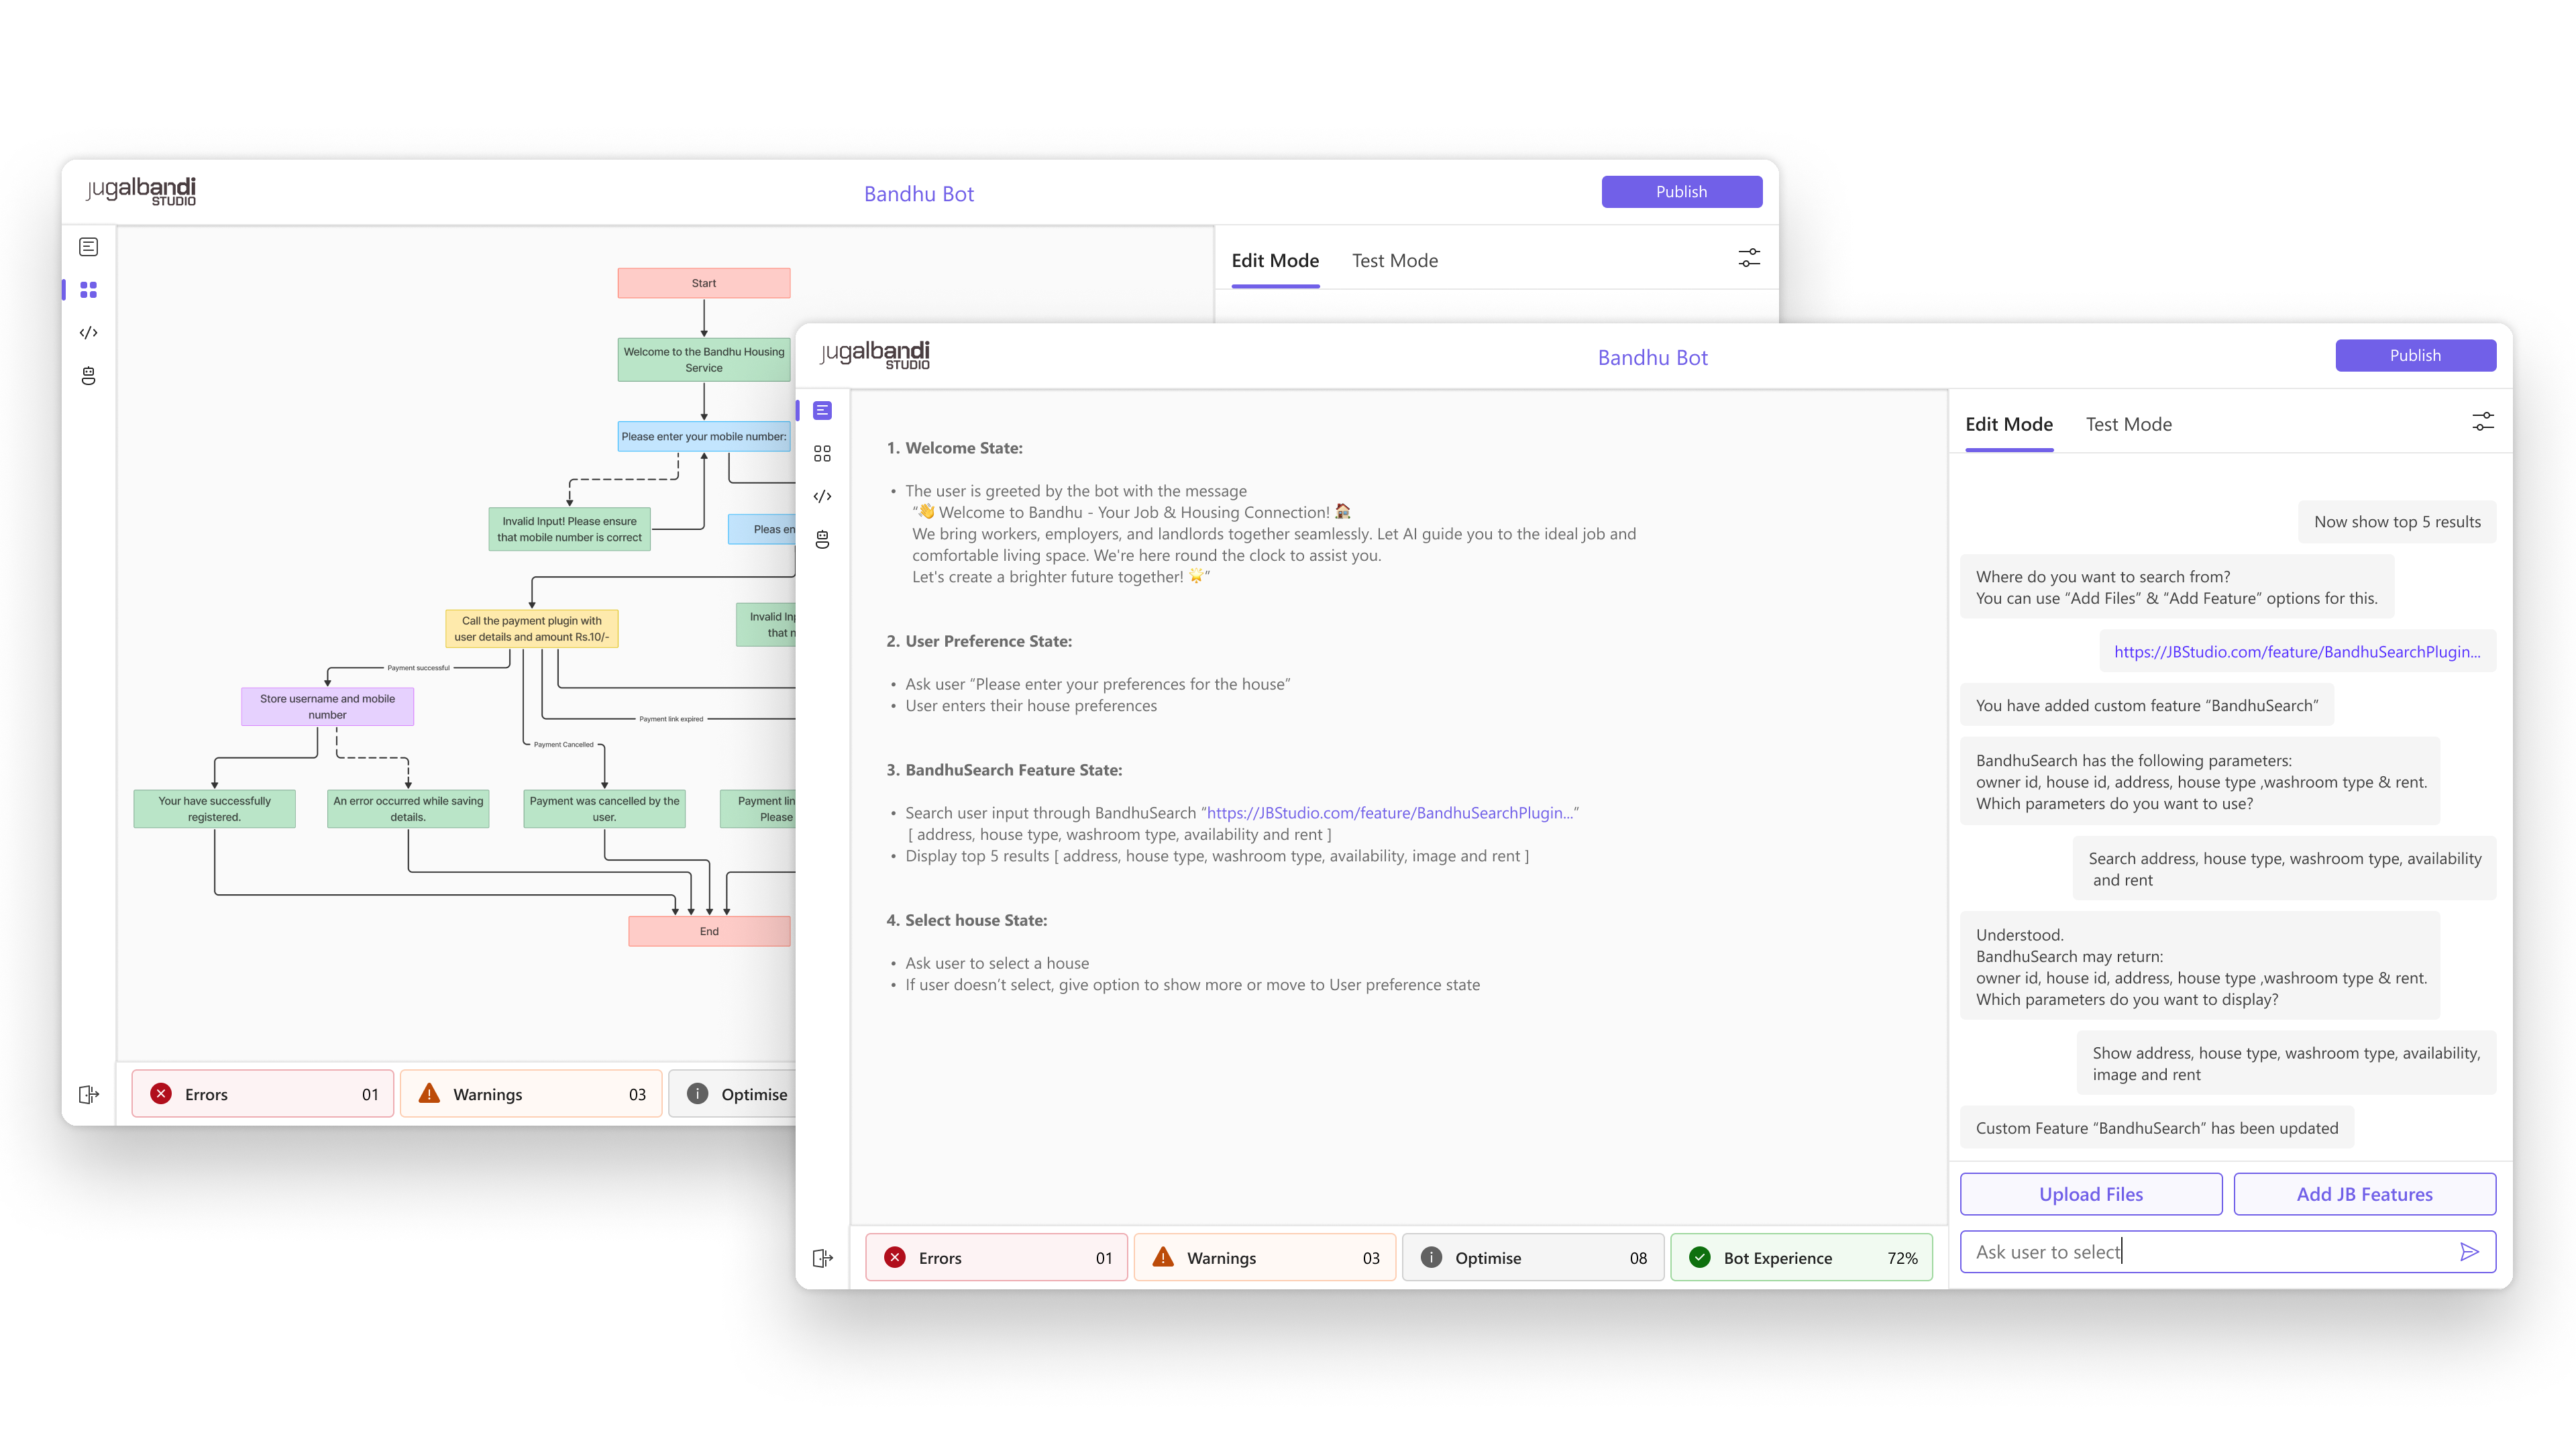 jugalbandi
STUDIO
Bandhu Bot
Publish
Edit Mode
Test Mode
Start
Welcome to the Bandhu Housing
Service
Please enter your mobile number:
Invalid Input! Please ensure
that mobile number is correct
Pleas
Call the payment plugin with
user details and amount Rs.10/-
Invalid
that
Payment successful
Store username and mobile
number
Payment link expired
Payment Cancelled
Your have successfully
registered.
An error occurred while saving
details.
Payment was cancelled by the
user.
Payment
Please
End
Errors 01
Warnings 03
Optimise
jugalbandi
STUDIO
Bandhu Bot
Publish
1. Welcome State:
• The user is greeted by the bot with the message
“👋 Welcome to Bandhu - Your Job & Housing Connection! 🏠
We bring workers, employers, and landlords together seamlessly. Let AI guide you to the ideal job and
comfortable living space. We're here round the clock to assist you.
Let's create a brighter future together! 🌟”
2. User Preference State:
• Ask user “Please enter your preferences for the house”
• User enters their house preferences
3. BandhuSearch Feature State:
• Search user input through BandhuSearch “https://JBStudio.com/feature/BandhuSearchPlugin...”
[ address, house type, washroom type, availability and rent ]
• Display top 5 results [ address, house type, washroom type, availability, image and rent ]
4. Select house State:
• Ask user to select a house
• If user doesn’t select, give option to show more or move to User preference state
Errors 01
Warnings 03
Optimise 08
Bot Experience 72%
Edit Mode
Test Mode
Now show top 5 results
Where do you want to search from?
You can use “Add Files” & “Add Feature” options for this.
https://JBStudio.com/feature/BandhuSearchPlugin...
You have added custom feature “BandhuSearch”
BandhuSearch has the following parameters:
owner id, house id, address, house type ,washroom type & rent.
Which parameters do you want to use?
Search address, house type, washroom type, availability
and rent
Understood.
BandhuSearch may return:
owner id, house id, address, house type ,washroom type & rent.
Which parameters do you want to display?
Show address, house type, washroom type, availability,
image and rent
Custom Feature “BandhuSearch” has been updated
Upload Files
Add JB Features
Ask user to select